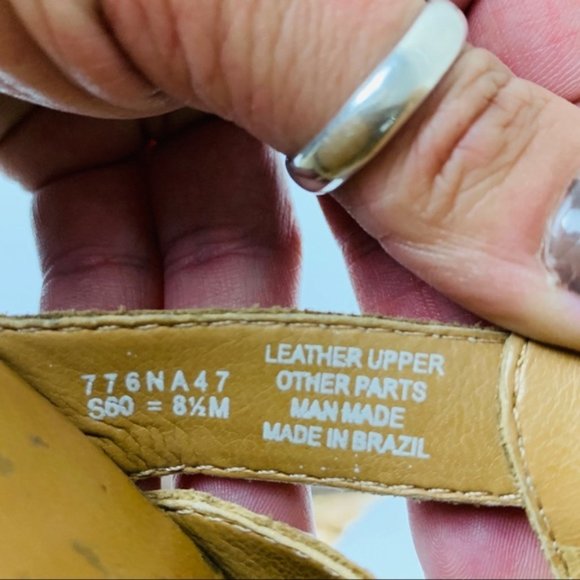 776NA47
S60 = 8½M
LEATHER UPPER
OTHER PARTS
MAN MADE
MADE IN BRAZIL